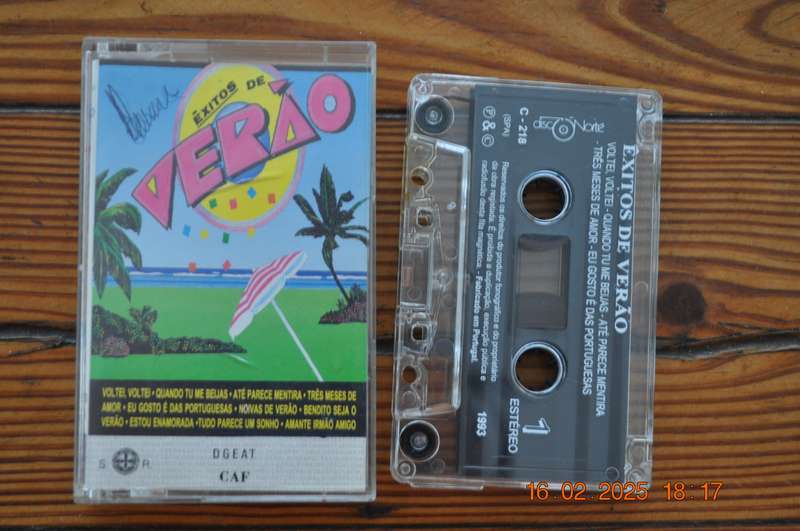 ÊXITOS DE
VERÃO
VOLTEI, VOLTEI • QUANDO TU ME BEIJAS • ATÉ PARECE MENTIRA • TRÊS MESES DE
AMOR • EU GOSTO É DAS PORTUGUESAS • NOIVAS DE VERÃO • BENDITO SEJA O
VERÃO • ESTOU ENAMORADA • TUDO PARECE UM SONHO • AMANTE IRMÃO AMIGO
DGEAT
S R.
CAF
ÊXITOS DE VERÃO
VOLTEI, VOLTEI - QUANDO TU ME BEIJAS - ATÉ PARECE MENTIRA
- TRÊS MESES DE AMOR - EU GOSTO É DAS PORTUGUESAS
disco Norte
C - 218
(SPA)
℗ & ©
Reservados os direitos do produtor fonográfico e do proprietário
da obra registada. É proibida a duplicação, execução pública e
radiofusão desta fita magnética. - Fabricado em Portugal.
1
ESTÉREO
1993
16.02.2025 18:17